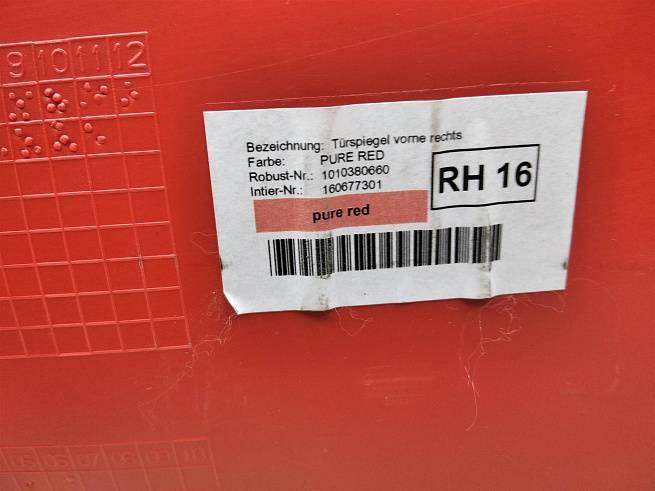 9 10 11 12
Bezeichnung: Türspiegel vorne rechts
Farbe: PURE RED
Robust-Nr.: 1010380660
Intier-Nr.: 160677301
RH 16
pure red